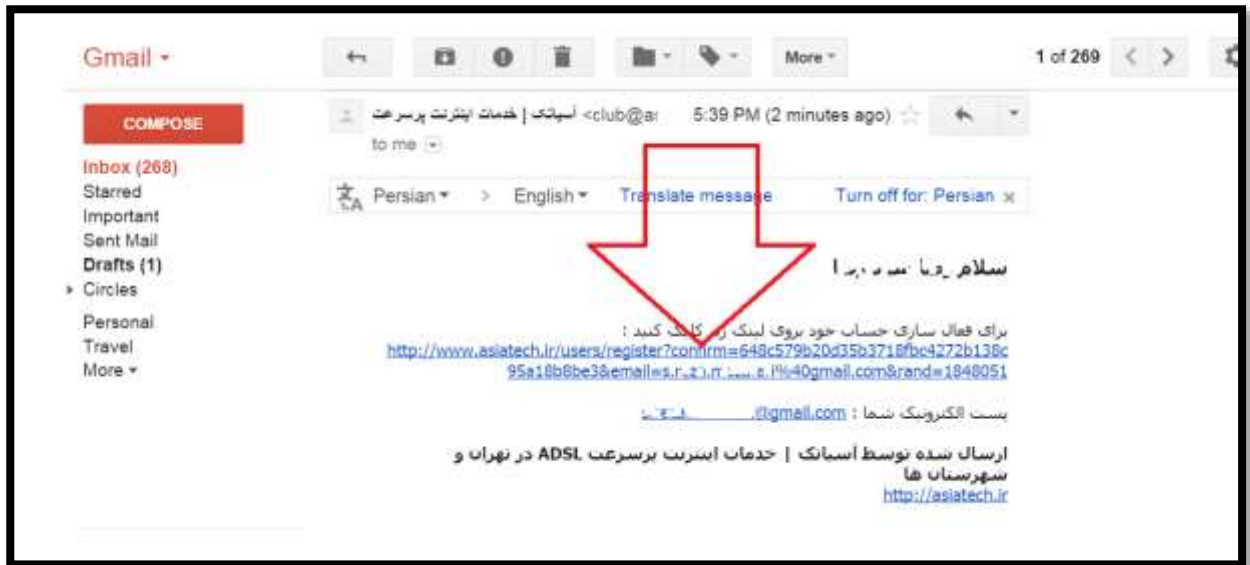 Gmail
More
1 of 269
COMPOSE
آسیاتک | خدمات اینترنت پرسرعت <club@as 5:39 PM (2 minutes ago)
to me
Inbox (268)
Starred
Important
Sent Mail
Drafts (1)
Circles
Personal
Travel
More
Persian > English Translate message Turn off for: Persian x
سلام
برای فعال سازی حساب خود بروی لینک زیر کلیک کنید :
http://www.asiatech.ir/users/register?confirm=648c579b20d35b3718fbc4272b138c
95a18b8be3&email=s. %40gmail.com&rand=1848051
پست الکترونیک شما : @gmail.com
ارسال شده توسط آسیاتک | خدمات اینترنت پرسرعت ADSL در تهران و
شهرستان ها
http://asiatech.ir